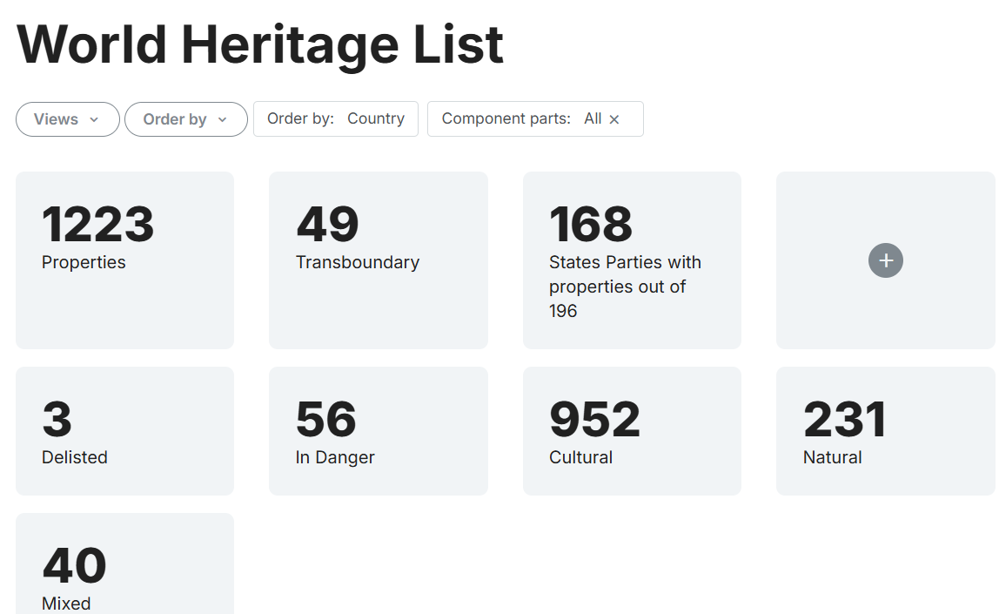 World Heritage List
Views
Order by
Order by: Country
Component parts: All ×
1223
Properties
49
Transboundary
168
States Parties with
properties out of
196
+
3
Delisted
56
In Danger
952
Cultural
231
Natural
40
Mixed